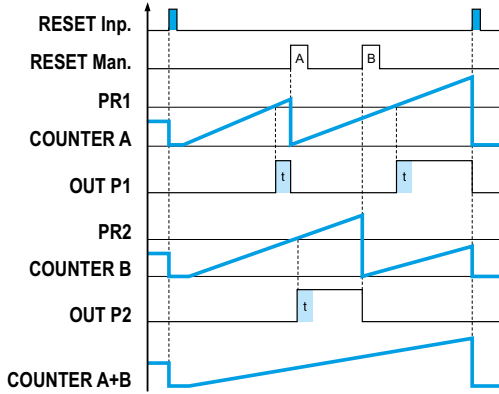 RESET Inp.
RESET Man.
A
B
PR1
COUNTER A
OUT P1
t
t
PR2
COUNTER B
OUT P2
t
COUNTER A+B